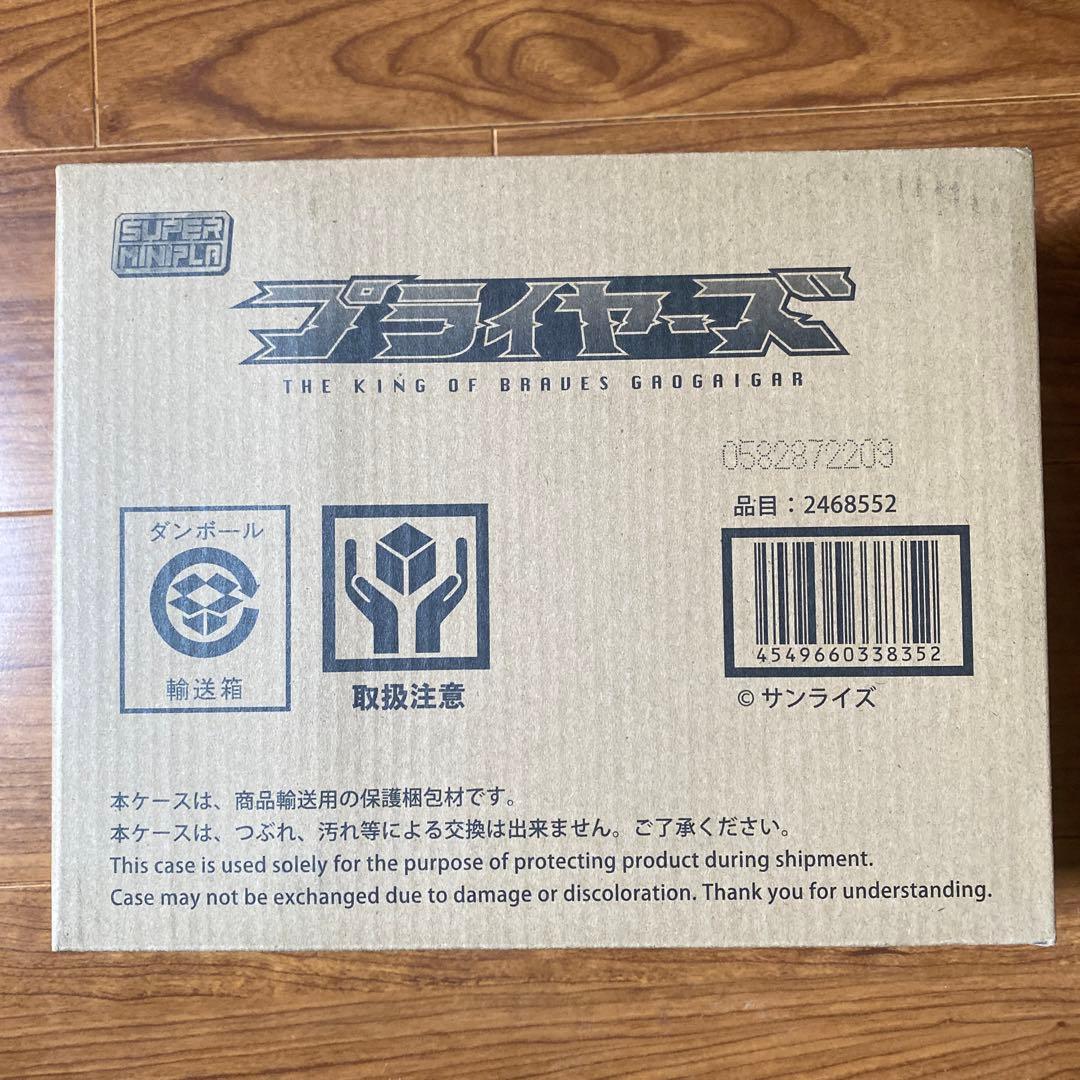 SUPER
MINIPLA
プライヤーズ
THE KING OF BRAVES GAOGAIGAR
0582872209
品目：2468552
ダンボール
輸送箱
取扱注意
4549660338352
© サンライズ
本ケースは、商品輸送用の保護梱包材です。
本ケースは、つぶれ、汚れ等による交換は出来ません。ご了承ください。
This case is used solely for the purpose of protecting product during shipment.
Case may not be exchanged due to damage or discoloration. Thank you for understanding.